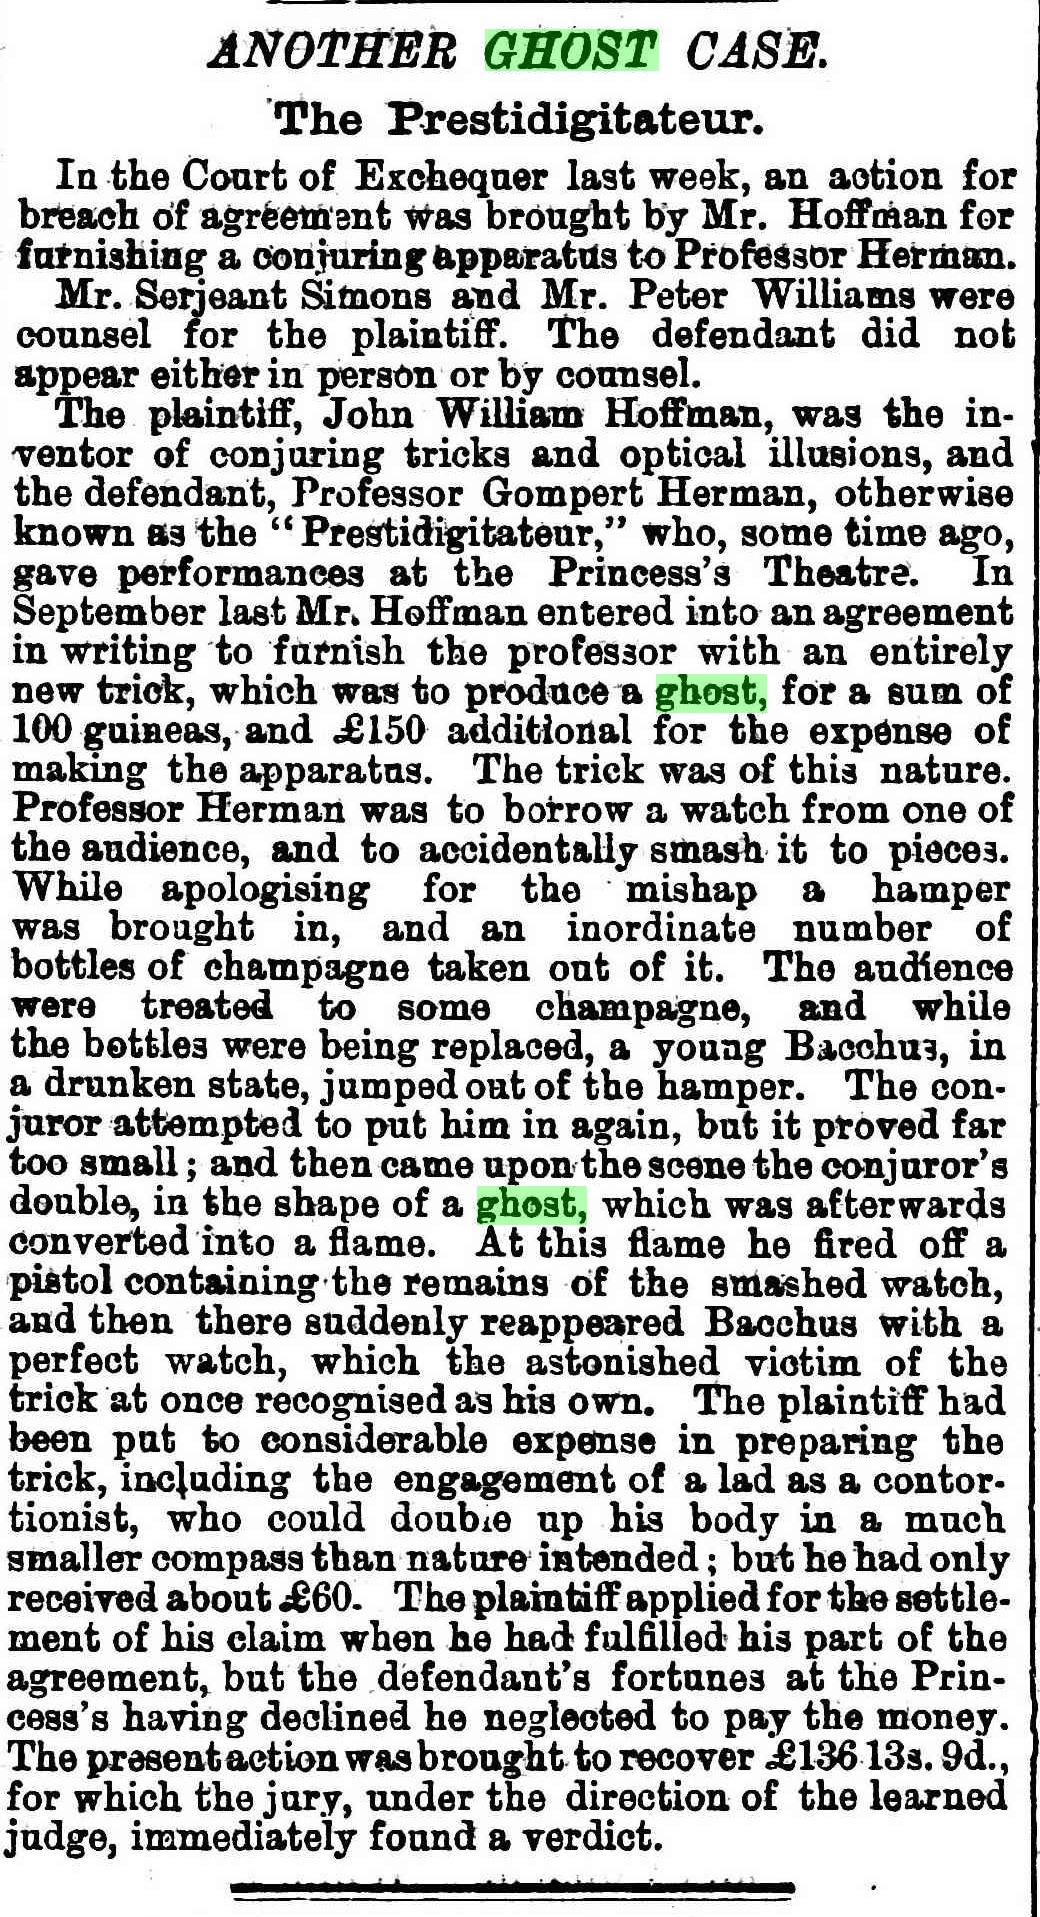 ANOTHER GHOST CASE.
The Prestidigitateur.
In the Court of Exchequer last week, an action for
breach of agreement was brought by Mr. Hoffman for
furnishing a conjuring apparatus to Professor Herman.
Mr. Serjeant Simons and Mr. Peter Williams were
counsel for the plaintiff. The defendant did not
appear either in person or by counsel.
The plaintiff, John William Hoffman, was the in-
ventor of conjuring tricks and optical illusions, and
the defendant, Professor Gompert Herman, otherwise
known as the “Prestidigitateur,” who, some time ago,
gave performances at the Princess's Theatre. In
September last Mr. Hoffman entered into an agreement
in writing to furnish the professor with an entirely
new trick, which was to produce a ghost, for a sum of
100 guineas, and £150 additional for the expense of
making the apparatus. The trick was of this nature.
Professor Herman was to borrow a watch from one of
the audience, and to accidentally smash it to pieces.
While apologising for the mishap a hamper
was brought in, and an inordinate number of
bottles of champagne taken out of it. The audience
were treated to some champagne, and while
the bottles were being replaced, a young Bacchus, in
a drunken state, jumped out of the hamper. The con-
juror attempted to put him in again, but it proved far
too small; and then came upon the scene the conjuror's
double, in the shape of a ghost, which was afterwards
converted into a flame. At this flame he fired off a
pistol containing the remains of the smashed watch,
and then there suddenly reappeared Bacchus with a
perfect watch, which the astonished victim of the
trick at once recognised as his own. The plaintiff had
been put to considerable expense in preparing the
trick, including the engagement of a lad as a contor-
tionist, who could double up his body in a much
smaller compass than nature intended; but he had only
received about £60. The plaintiff applied for the settle-
ment of his claim when he had fulfilled his part of the
agreement, but the defendant's fortunes at the Prin-
cess's having declined he neglected to pay the money.
The present action was brought to recover £136 13s. 9d.,
for which the jury, under the direction of the learned
judge, immediately found a verdict.